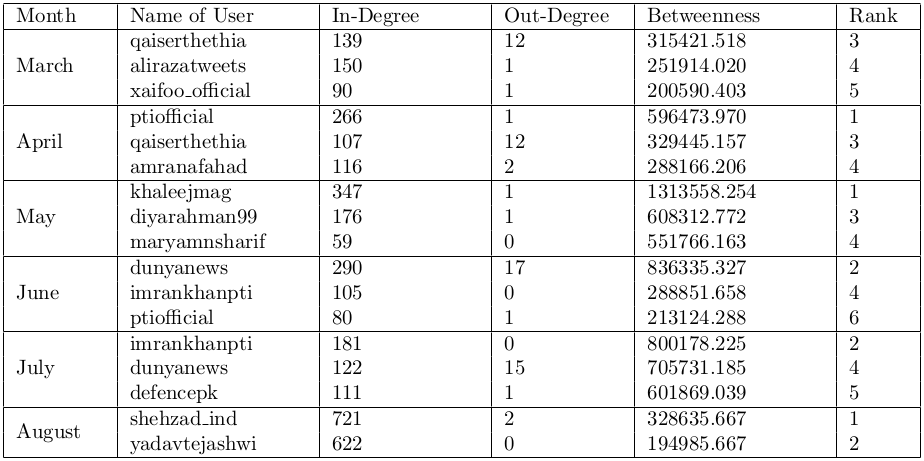 Month Name of User In-Degree Out-Degree Betweenness Rank
qaiserthethia 139 12 315421.518 3
March alirazatweets 150 1 251914.020 4
xaifoo_official 90 1 200590.403 5
ptiofficial 266 1 596473.970 1
April qaiserthethia 107 12 329445.157 3
amranafahad 116 2 288166.206 4
khaleejmag 347 1 1313558.254 1
May diyarahman99 176 1 608312.772 3
maryamnsharif 59 0 551766.163 4
dunyanews 290 17 836335.327 2
June imrankhanpti 105 0 288851.658 4
ptiofficial 80 1 213124.288 6
imrankhanpti 181 0 800178.225 2
July dunyanews 122 15 705731.185 4
defencepk 111 1 601869.039 5
shehzad_ind 721 2 328635.667 1
August
yadavtejashwi 622 0 194985.667 2